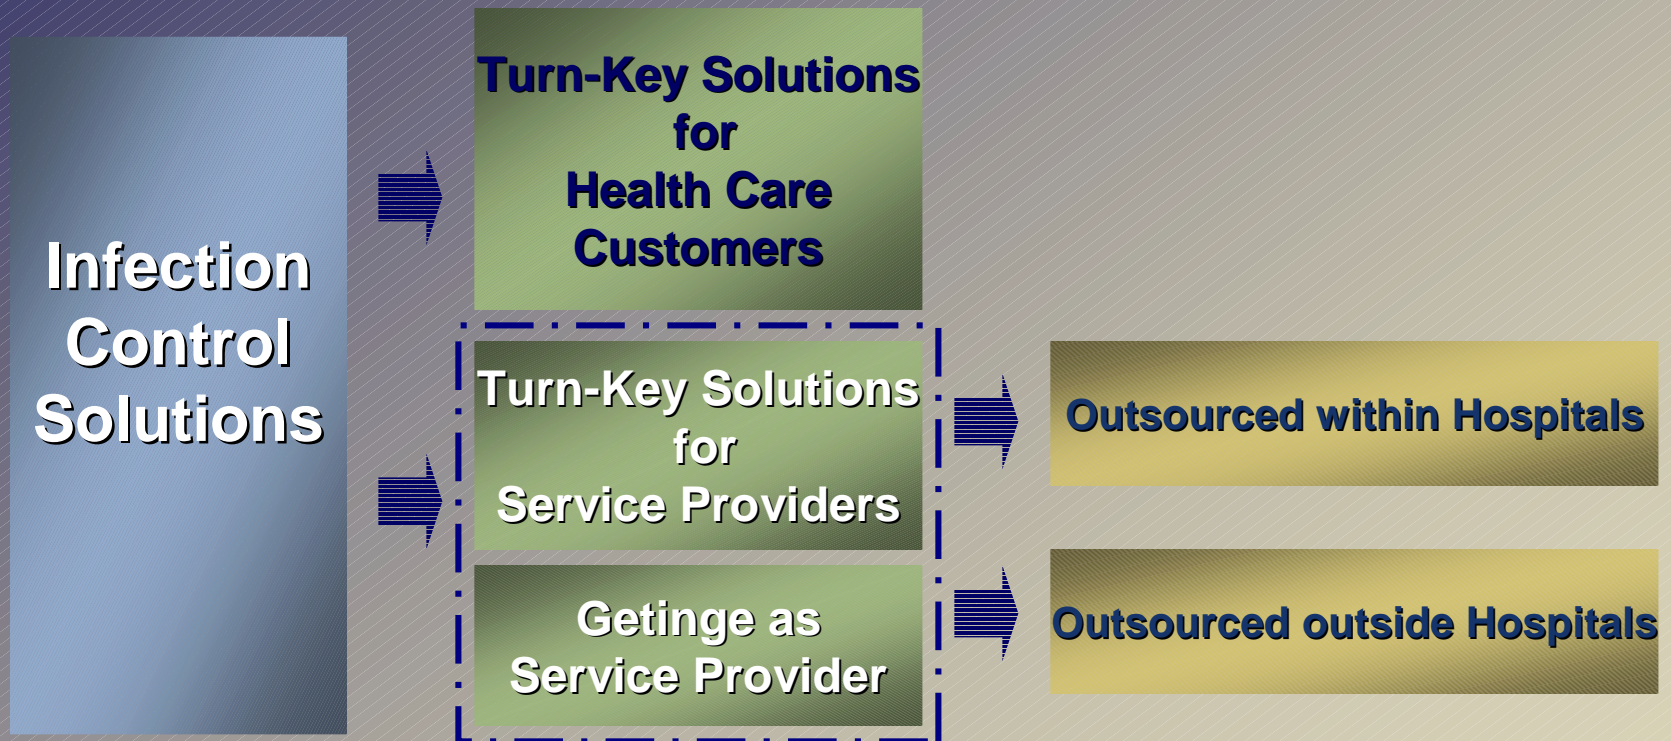 Infection
Control
Solutions
Turn-Key Solutions
for
Health Care
Customers
Turn-Key Solutions
for
Service Providers
Getinge as
Service Provider
Outsourced within Hospitals
Outsourced outside Hospitals